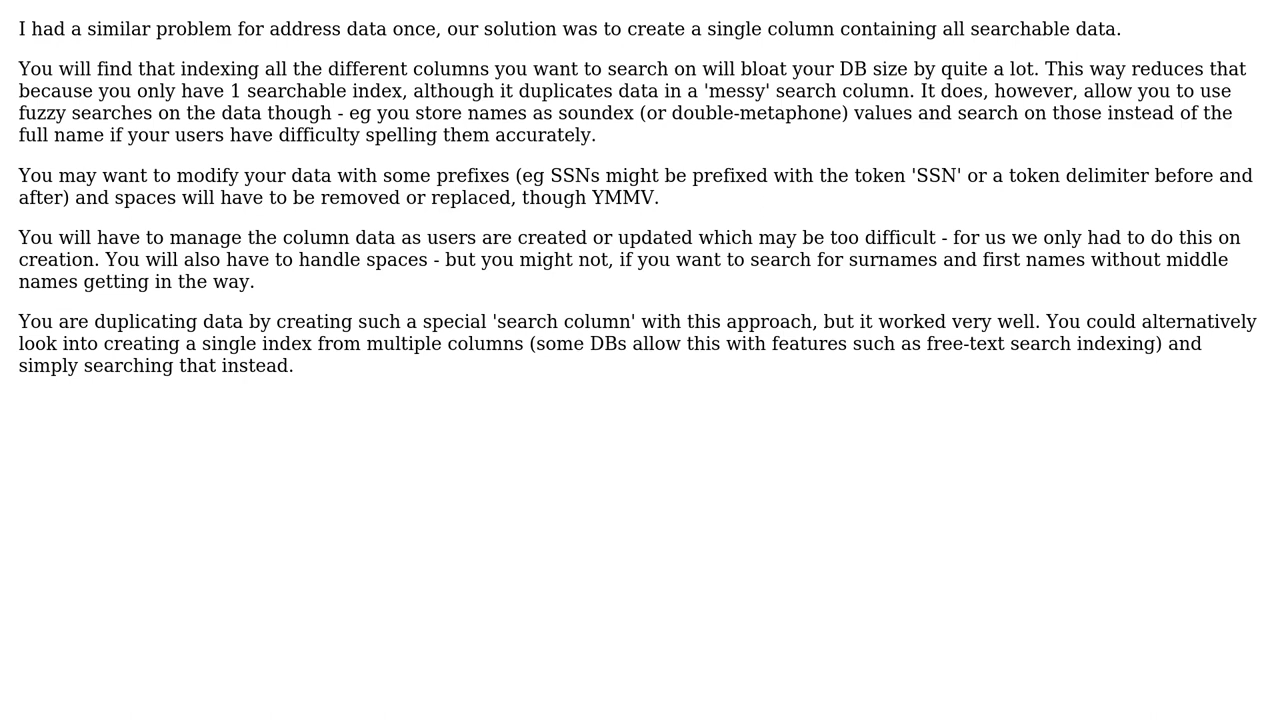 I had a similar problem for address data once, our solution was to create a single column containing all searchable data.
You will find that indexing all the different columns you want to search on will bloat your DB size by quite a lot. This way reduces that
because you only have 1 searchable index, although it duplicates data in a 'messy' search column. It does, however, allow you to use
fuzzy searches on the data though - eg you store names as soundex (or double-metaphone) values and search on those instead of the
full name if your users have difficulty spelling them accurately.
You may want to modify your data with some prefixes (eg SSNs might be prefixed with the token 'SSN' or a token delimiter before and
after) and spaces will have to be removed or replaced, though YMMV.
You will have to manage the column data as users are created or updated which may be too difficult - for us we only had to do this on
creation. You will also have to handle spaces - but you might not, if you want to search for surnames and first names without middle
names getting in the way.
You are duplicating data by creating such a special 'search column' with this approach, but it worked very well. You could alternatively
look into creating a single index from multiple columns (some DBs allow this with features such as free-text search indexing) and
simply searching that instead.